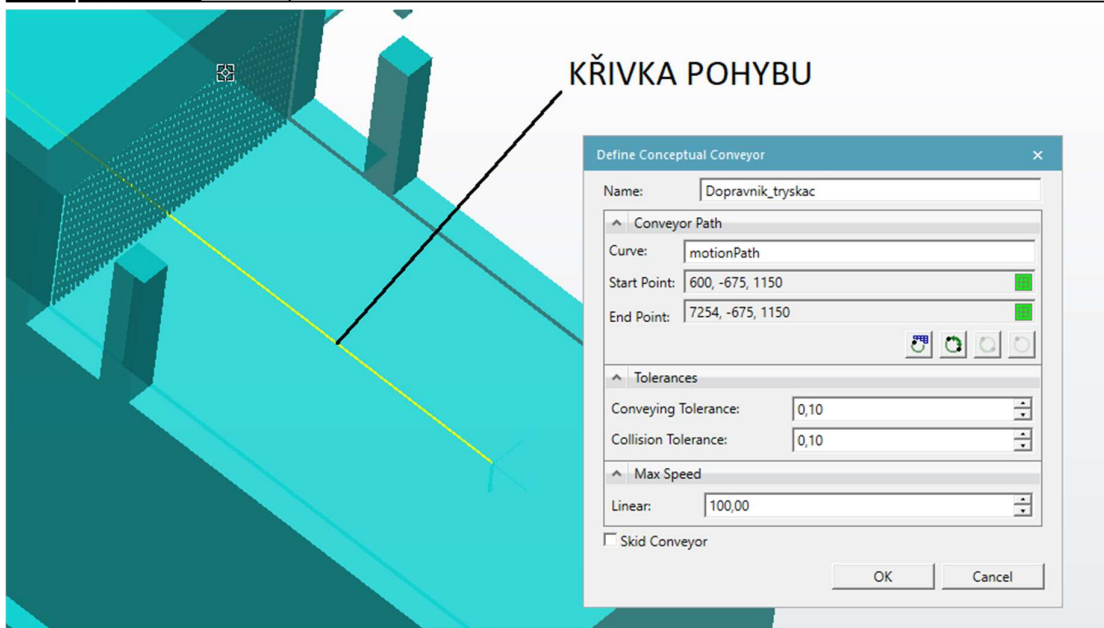 KŘIVKA POHYBU
Define Conceptual Conveyor
Name: Dopravnik_tryskac
Conveyor Path
Curve: motionPath
Start Point: 600, -675, 1150
End Point: 7254, -675, 1150
Tolerances
Conveying Tolerance: 0,10
Collision Tolerance: 0,10
Max Speed
Linear: 100,00
Skid Conveyor
OK Cancel